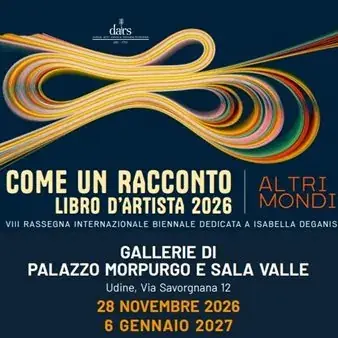 dars
COME UN RACCONTO
LIBRO D'ARTISTA 2026
ALTRI
MONDI
VIII RASSEGNA INTERNAZIONALE BIENNALE DEDICATA A ISABELLA DEGANIS
GALLERIE DI
PALAZZO MORPURGO E SALA VALLE
Udine, Via Savorgnana 12
28 NOVEMBRE 2026
6 GENNAIO 2027